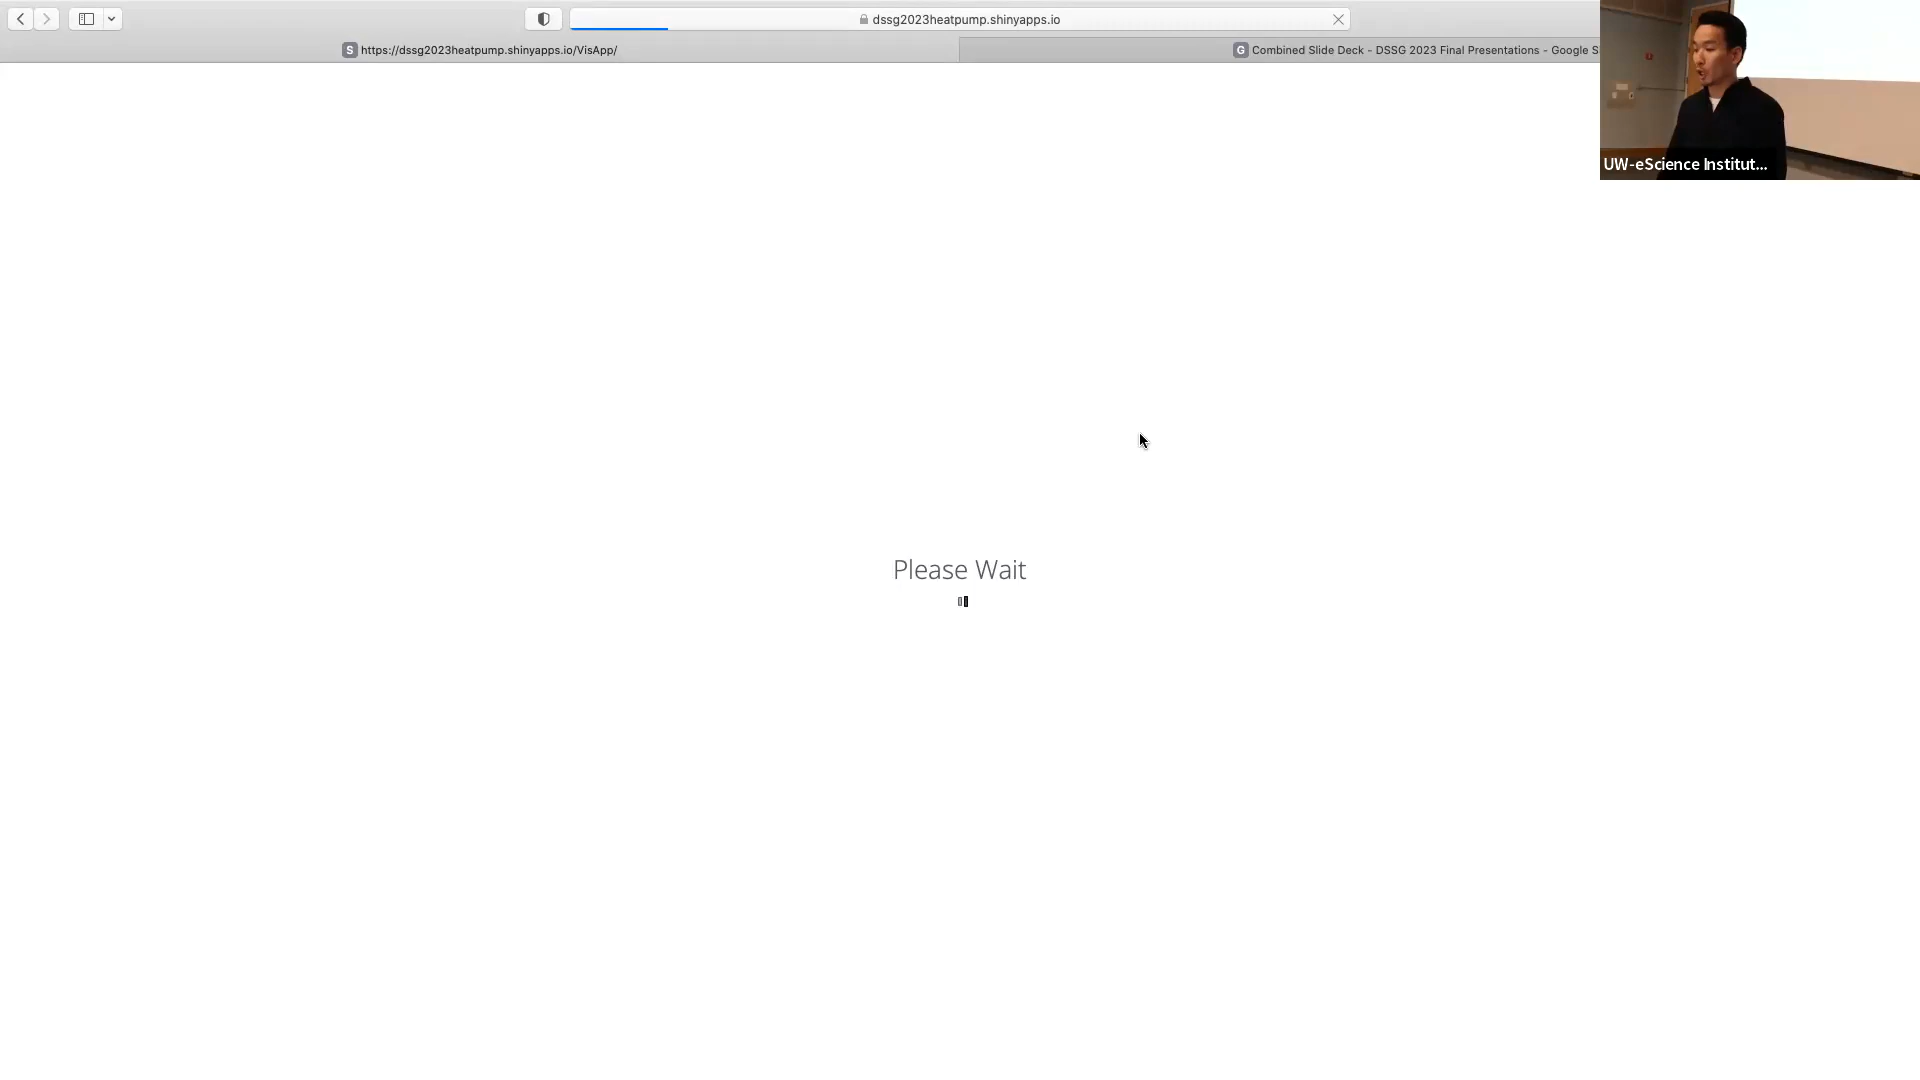 dssg2023heatpump.shinyapps.io
S https://dssg2023heatpump.shinyapps.io/VisApp/
G Combined Slide Deck - DSSG 2023 Final Presentations - Google S
UW-eScience Institut...
Please Wait